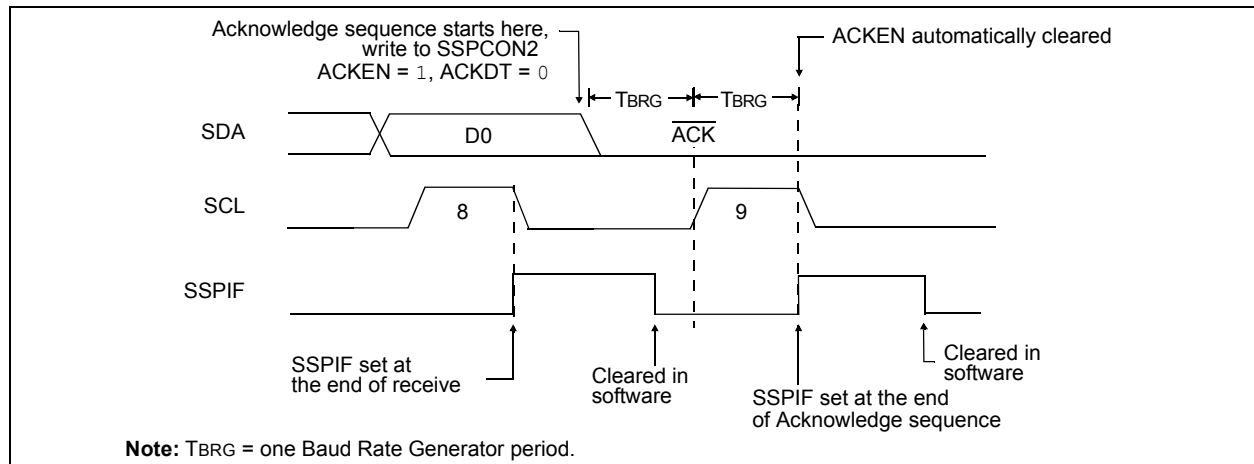 Acknowledge sequence starts here,
write to SSPCON2
ACKEN = 1, ACKDT = 0
ACKEN automatically cleared
TBRG
TBRG
SDA
D0
ACK
SCL
8
9
SSPIF
SSPIF set at
the end of receive
Cleared in
software
SSPIF set at the end
of Acknowledge sequence
Cleared in
software
Note: TBRG = one Baud Rate Generator period.